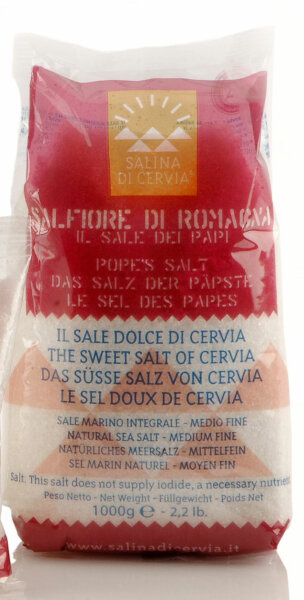 SALINA
DI CERVIA
SALFIORE DI ROMAGNA
IL SALE DEI PAPI
POPE'S SALT
DAS SALZ DER PÄPSTE
LE SEL DES PAPES
IL SALE DOLCE DI CERVIA
THE SWEET SALT OF CERVIA
DAS SÜSSE SALZ VON CERVIA
LE SEL DOUX DE CERVIA
SALE MARINO INTEGRALE - MEDIO FINE
NATURAL SEA SALT - MEDIUM FINE
NATÜRLICHES MEERSALZ - MITTELFEIN
SEL MARIN NATUREL - MOYEN FIN
Salt. This salt does not supply iodide, a necessary nutrient
Peso Netto - Net Weight - Füllgewicht - Poids Net
1000g e - 2,2 lb.
www.salinadicervia.it